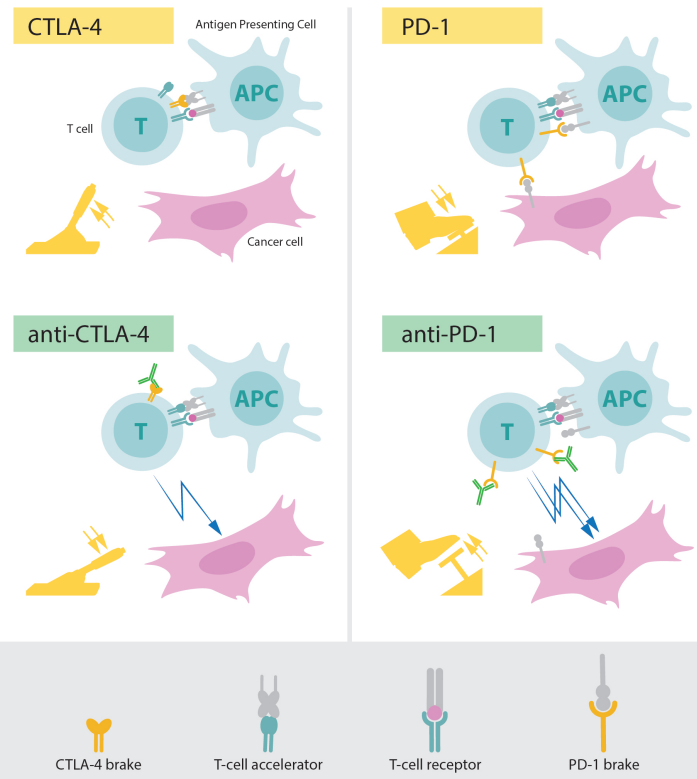 CTLA-4
Antigen Presenting Cell
APC
T
T cell
Cancer cell
PD-1
APC
T
anti-CTLA-4
APC
T
anti-PD-1
APC
T
CTLA-4 brake
T-cell accelerator
T-cell receptor
PD-1 brake